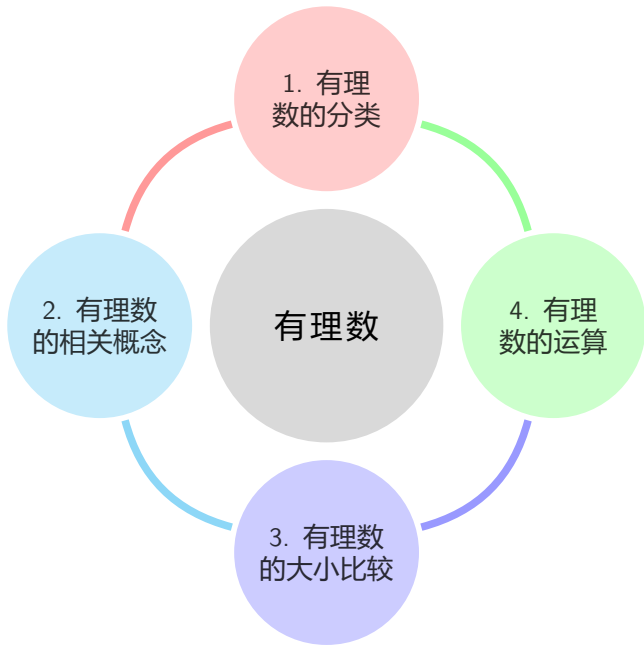 1. 有理
数的分类
2. 有理数
的相关概念
有理数
4. 有理
数的运算
3. 有理数
的大小比较